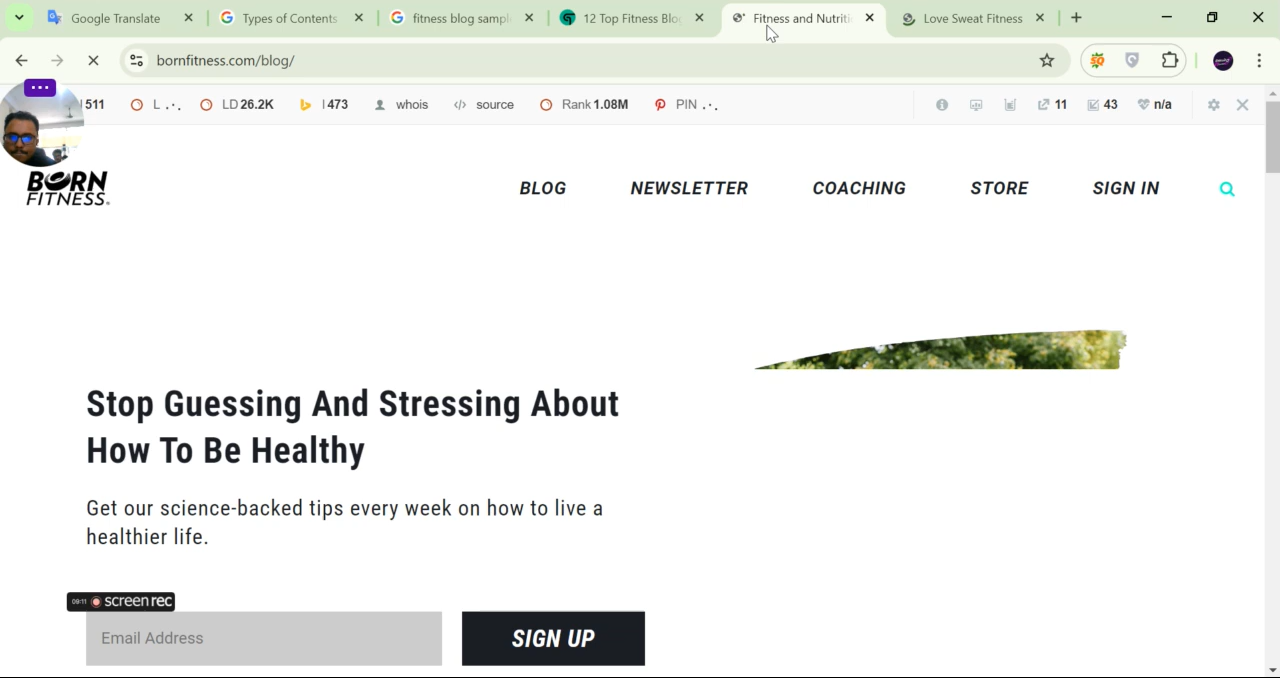 Google Translate
Types of Contents
fitness blog sampl
12 Top Fitness Blo
Fitness and Nutriti
Love Sweat Fitness
bornfitness.com/blog/
511
L
LD 26.2K
I 473
whois
source
Rank 1.08M
PIN
11
43
n/a
BORN
FITNESS
BLOG
NEWSLETTER
COACHING
STORE
SIGN IN
Stop Guessing And Stressing About
How To Be Healthy
Get our science-backed tips every week on how to live a
healthier life.
09:11 screenrec
Email Address
SIGN UP